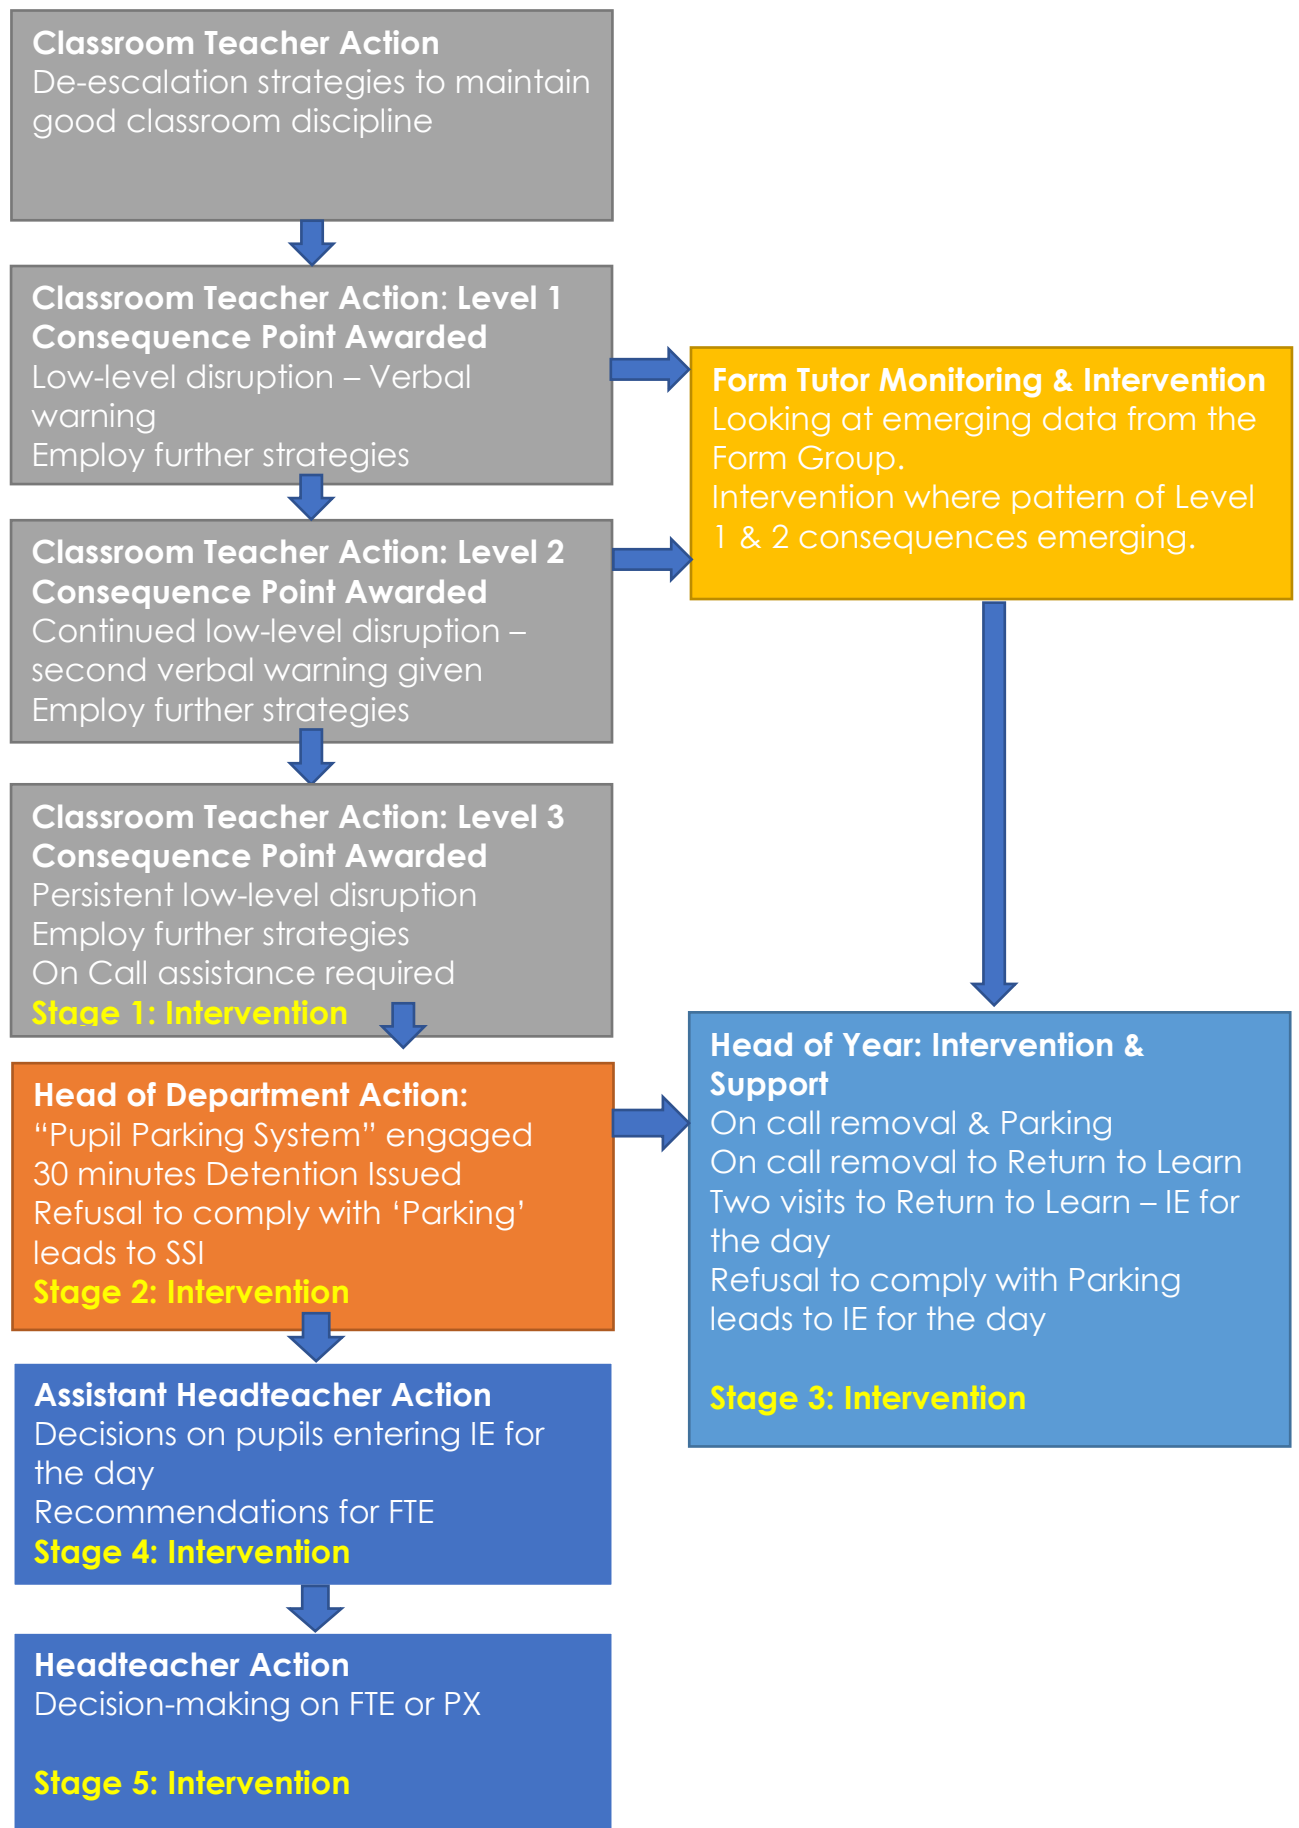 Classroom Teacher Action
De-escalation strategies to maintain
good classroom discipline
Classroom Teacher Action: Level 1
Consequence Point Awarded
Low-level disruption – Verbal
warning
Employ further strategies
Form Tutor Monitoring & Intervention
Looking at emerging data from the
Form Group.
Intervention where pattern of Level
1 & 2 consequences emerging.
Classroom Teacher Action: Level 2
Consequence Point Awarded
Continued low-level disruption –
second verbal warning given
Employ further strategies
Classroom Teacher Action: Level 3
Consequence Point Awarded
Persistent low-level disruption
Employ further strategies
On Call assistance required
Stage 1: Intervention
Head of Department Action:
“Pupil Parking System” engaged
30 minutes Detention Issued
Refusal to comply with ‘Parking’
leads to SSI
Stage 2: Intervention
Head of Year: Intervention &
Support
On call removal & Parking
On call removal to Return to Learn
Two visits to Return to Learn – IE for
the day
Refusal to comply with Parking
leads to IE for the day
Stage 3: Intervention
Assistant Headteacher Action
Decisions on pupils entering IE for
the day
Recommendations for FTE
Stage 4: Intervention
Headteacher Action
Decision-making on FTE or PX
Stage 5: Intervention